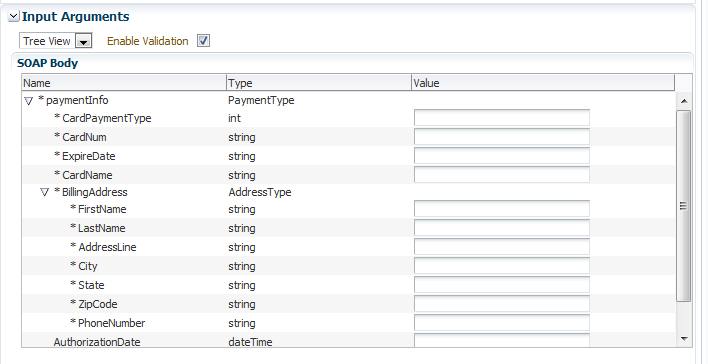 Input Arguments
Tree View Enable Validation
SOAP Body
Name Type Value
* paymentInfo PaymentType
* CardPaymentType int
* CardNum string
* ExpireDate string
* CardName string
* BillingAddress AddressType
* FirstName string
* LastName string
* AddressLine string
* City string
* State string
* ZipCode string
* PhoneNumber string
AuthorizationDate dateTime